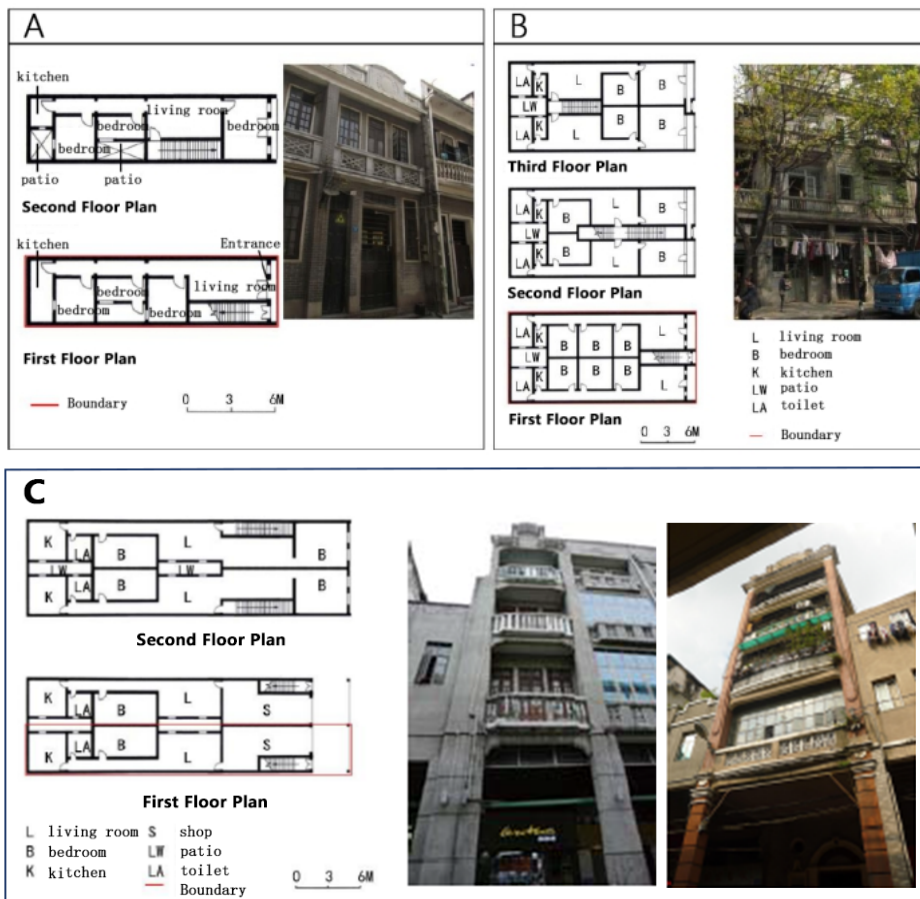 A
kitchen
living room
bedroom
bedroom
bedroom
patio
patio
Second Floor Plan
kitchen
Entrance
living room
bedroom
bedroom
bedroom
First Floor Plan
Boundary
0 3 6M
B
LA K L B B
LW
LA K L B B
Third Floor Plan
LA K B L B
LW
LA K B L B
Second Floor Plan
LA K B B B L
LW
LA K B B B L
First Floor Plan
L living room
B bedroom
K kitchen
LW patio
LA toilet
Boundary
0 3 6M
C
K LA B L B
LW LW
K LA B L B
Second Floor Plan
K LA B L S
K LA B L S
First Floor Plan
L living room S shop
B bedroom LW patio
K kitchen LA toilet
Boundary
0 3 6M